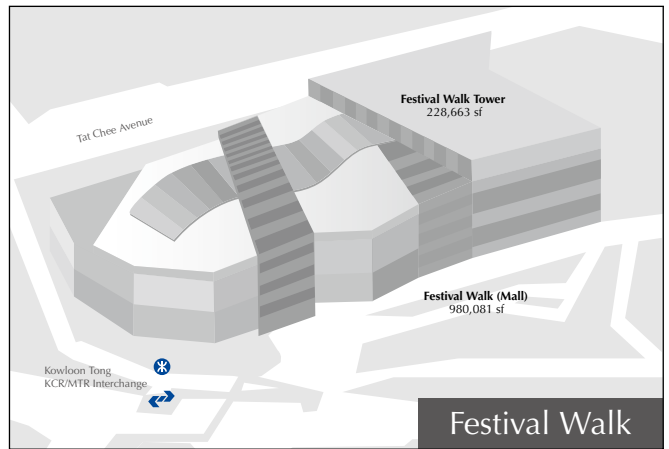 Festival Walk Tower
228,663 sf
Tat Chee Avenue
Festival Walk (Mall)
980,081 sf
Kowloon Tong
KCR/MTR Interchange
Festival Walk